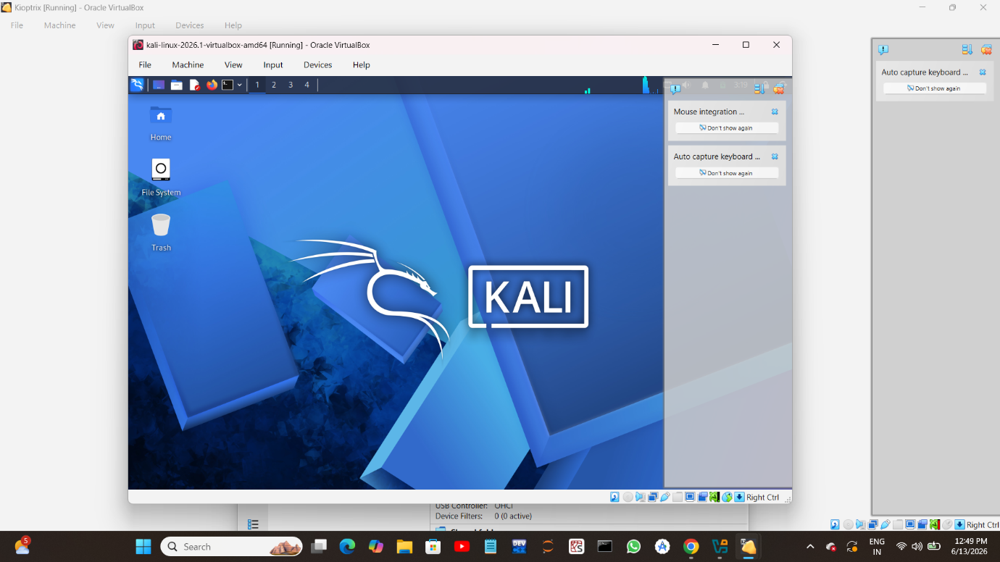 Kioptrix [Running] - Oracle VirtualBox
File Machine View Input Devices Help
kali-linux-2026.1-virtualbox-amd64 [Running] - Oracle VirtualBox
File Machine View Input Devices Help
1 2 3 4
3:19
Home
File System
Trash
KALI
Mouse integration ...
Don't show again
Auto capture keyboard ...
Don't show again
Auto capture keyboard ...
Don't show again
Right Ctrl
USB Controller: OHCI
Device Filters: 0 (0 active)
Right Ctrl
5
Search
DEV
ENG
IN
12:49 PM
6/13/2026